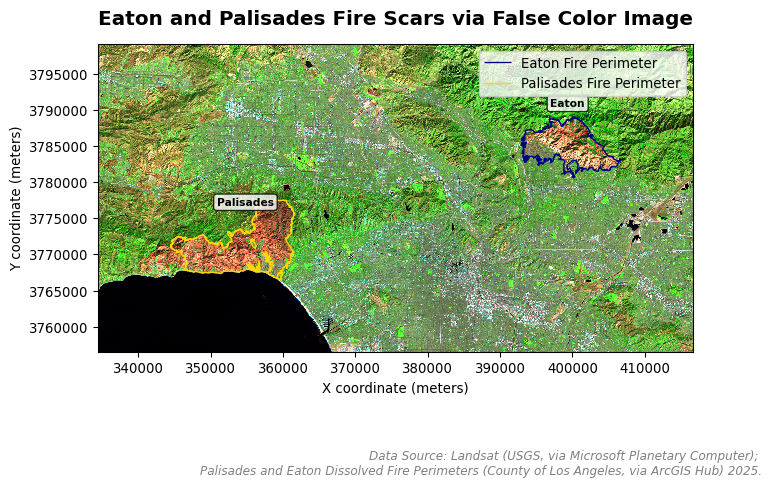 Eaton and Palisades Fire Scars via False Color Image
Eaton Fire Perimeter
Palisades Fire Perimeter
Eaton
Palisades
Y coordinate (meters)
3795000
3790000
3785000
3780000
3775000
3770000
3765000
3760000
340000 350000 360000 370000 380000 390000 400000 410000
X coordinate (meters)
Data Source: Landsat (USGS, via Microsoft Planetary Computer);
Palisades and Eaton Dissolved Fire Perimeters (County of Los Angeles, via ArcGIS Hub) 2025.